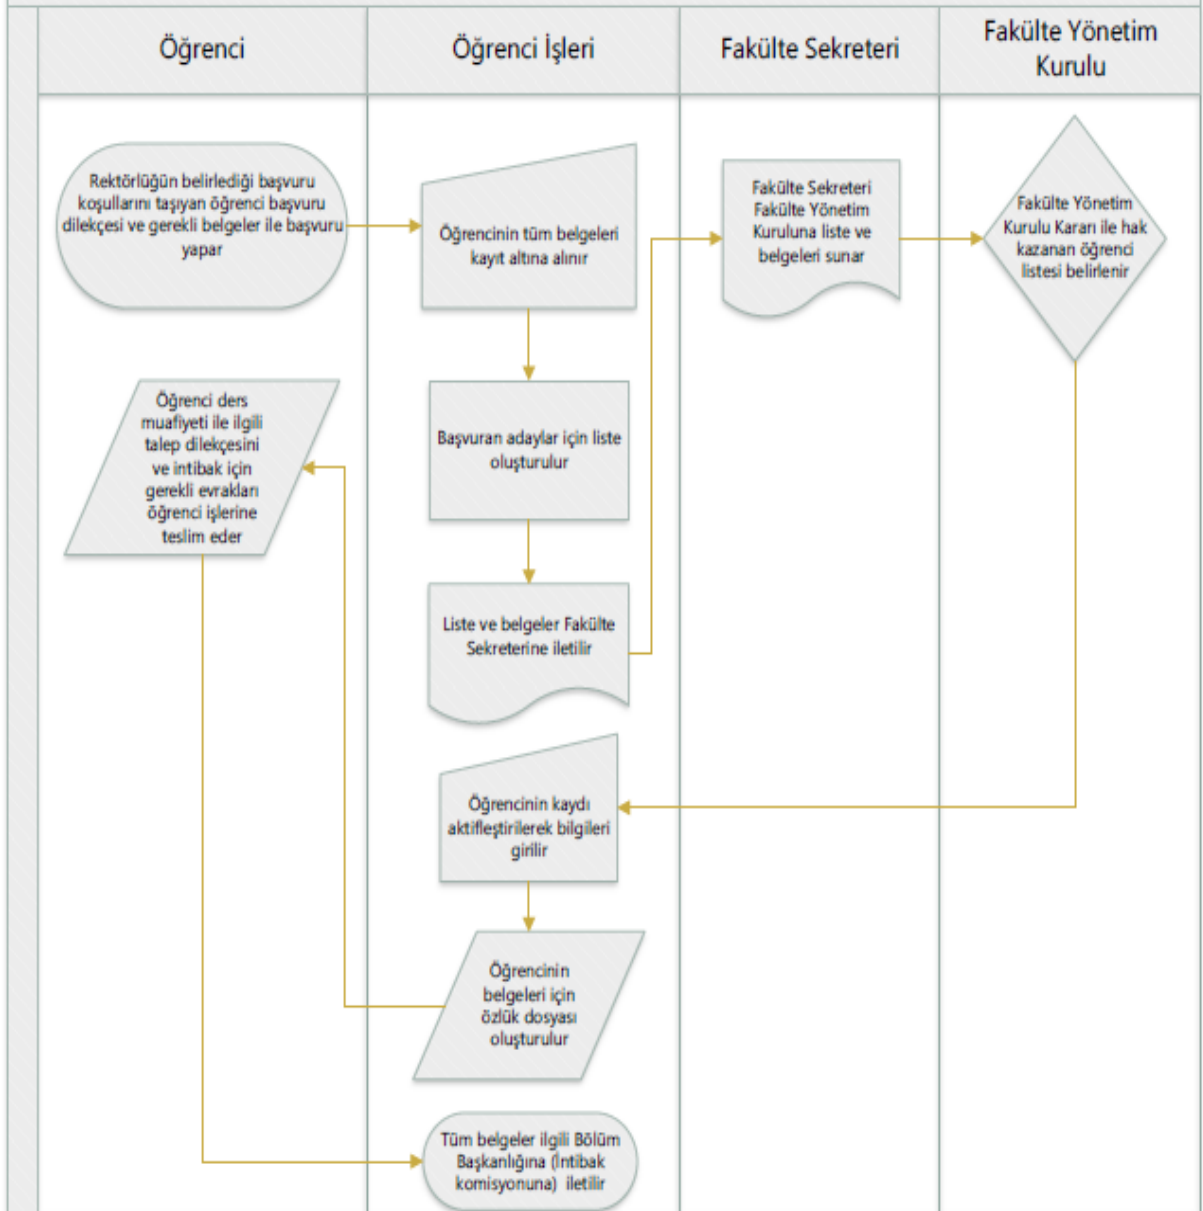 Öğrenci
Öğrenci İşleri
Fakülte Sekreteri
Fakülte Yönetim
Kurulu
Rektörlüğün belirlediği başvuru
koşullarını taşıyan öğrenci başvuru
dilekçesi ve gerekli belgeler ile başvuru
yapar
Öğrencinin tüm belgeleri
kayıt altına alınır
Fakülte Sekreteri
Fakülte Yönetim
Kuruluna liste ve
belgeleri sunar
Fakülte Yönetim
Kurulu Kararı ile hak
kazanan öğrenci
listesi belirlenir
Başvuran adaylar için liste
oluşturulur
Liste ve belgeler Fakülte
Sekreterine iletilir
Öğrencinin kaydı
aktifleştirilerek bilgileri
girilir
Öğrencinin
belgeleri için
özlük dosyası
oluşturulur
Öğrenci ders
muafiyeti ile ilgili
talep dilekçesini
ve intibak için
gerekli evrakları
öğrenci işlerine
teslim eder
Tüm belgeler ilgili Bölüm
Başkanlığına (İntibak
komisyonuna) iletilir